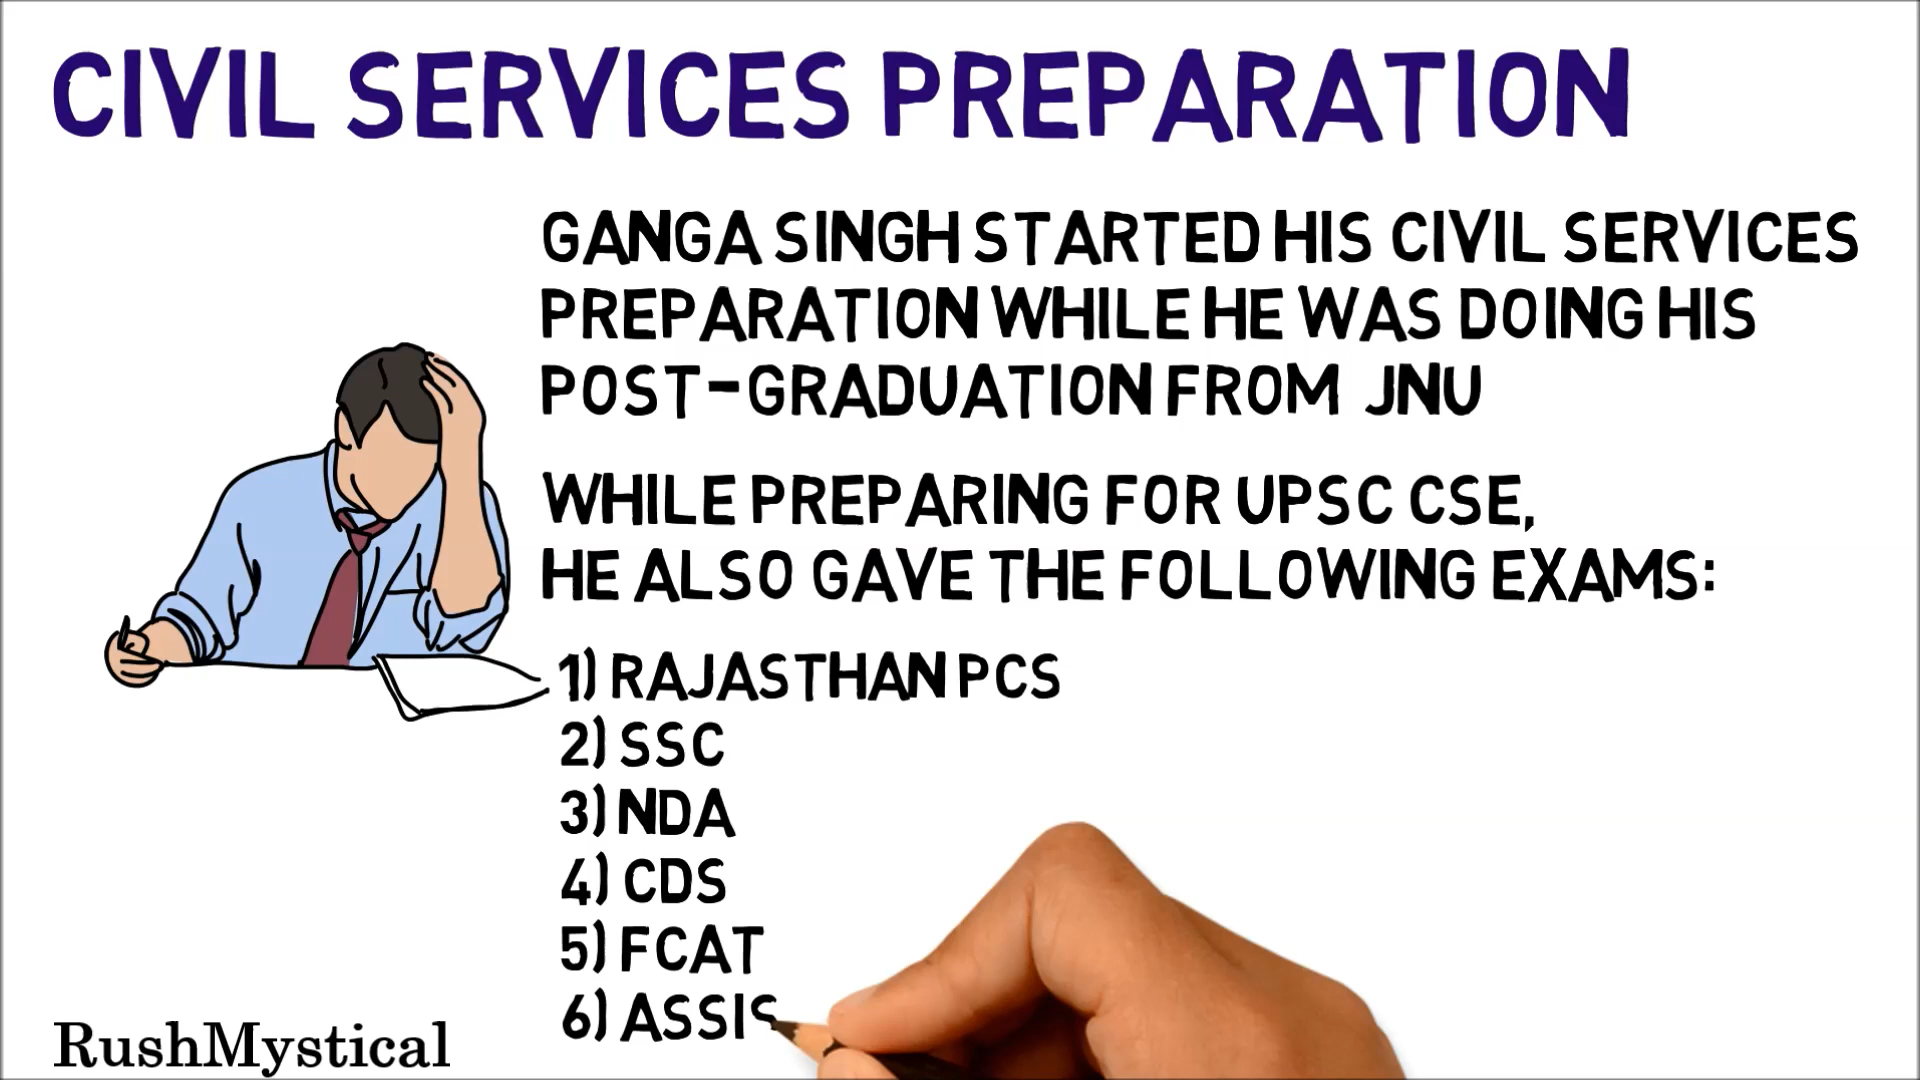 CIVIL SERVICES PREPARATION
GANGA SINGH STARTED HIS CIVIL SERVICES
PREPARATION WHILE HE WAS DOING HIS
POST-GRADUATION FROM JNU
WHILE PREPARING FOR UPSC CSE,
HE ALSO GAVE THE FOLLOWING EXAMS:
1) RAJASTHAN PCS
2) SSC
3) NDA
4) CDS
5) FCAT
6) ASSIS
RushMystical